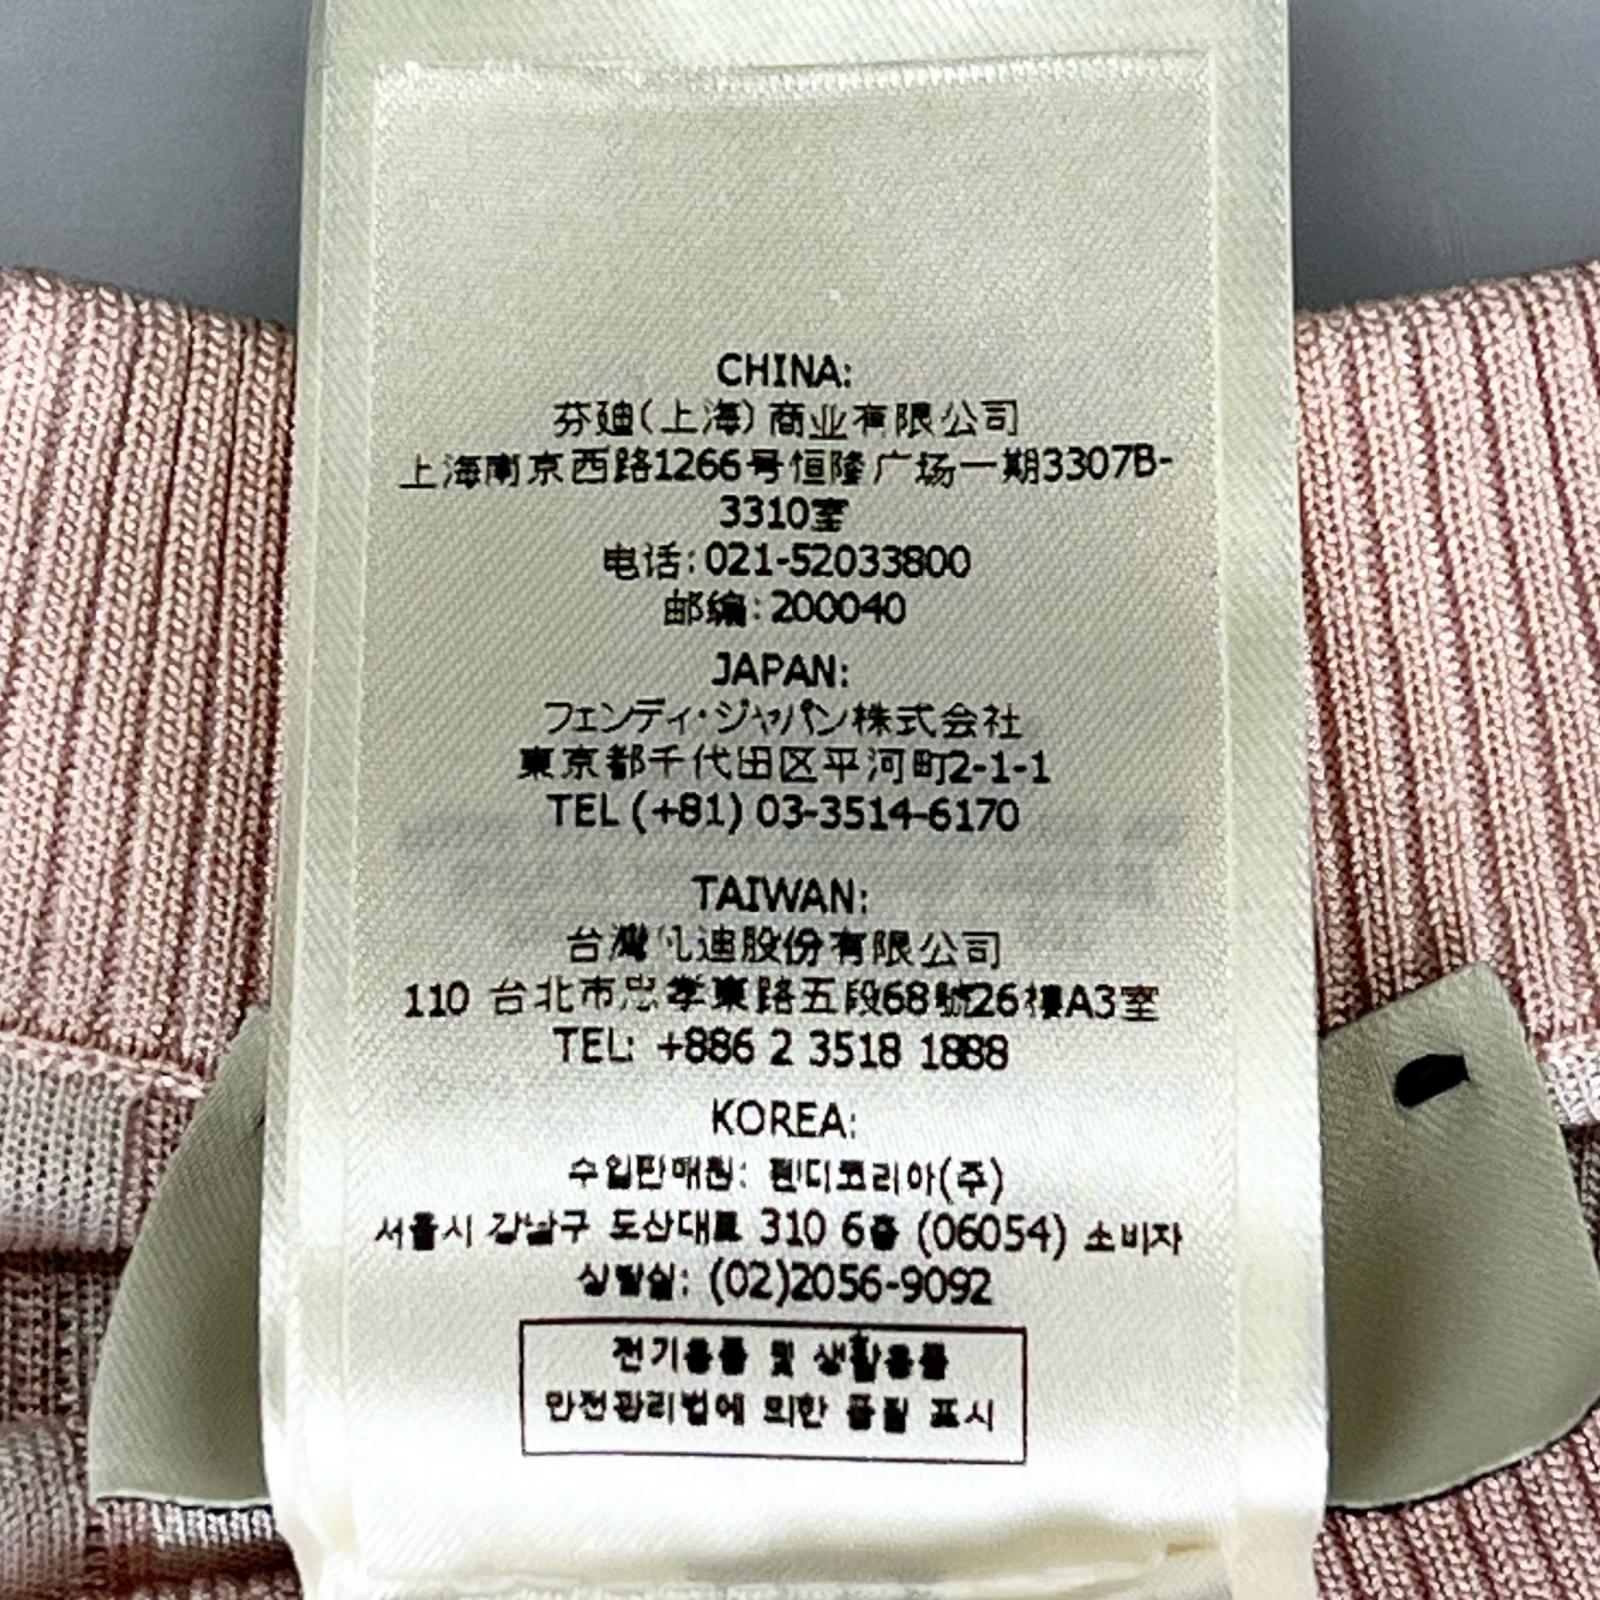 CHINA:
芬迪(上海)商业有限公司
上海南京西路1266号恒隆广场一期3307B-
3310室
电话:021-52033800
邮编:200040
JAPAN:
フェンディ・ジャパン株式会社
東京都千代田区平河町2-1-1
TEL (+81) 03-3514-6170
TAIWAN:
台灣凡迪股份有限公司
110 台北市忠孝東路五段68號26樓A3室
TEL: +886 2 3518 1888
KOREA:
수입판매원: 펜디코리아(주)
서울시 강남구 도산대로 310 6층 (06054) 소비자
상담실: (02)2056-9092
전기용품 및 생활용품
안전관리법에 의한 품질 표시